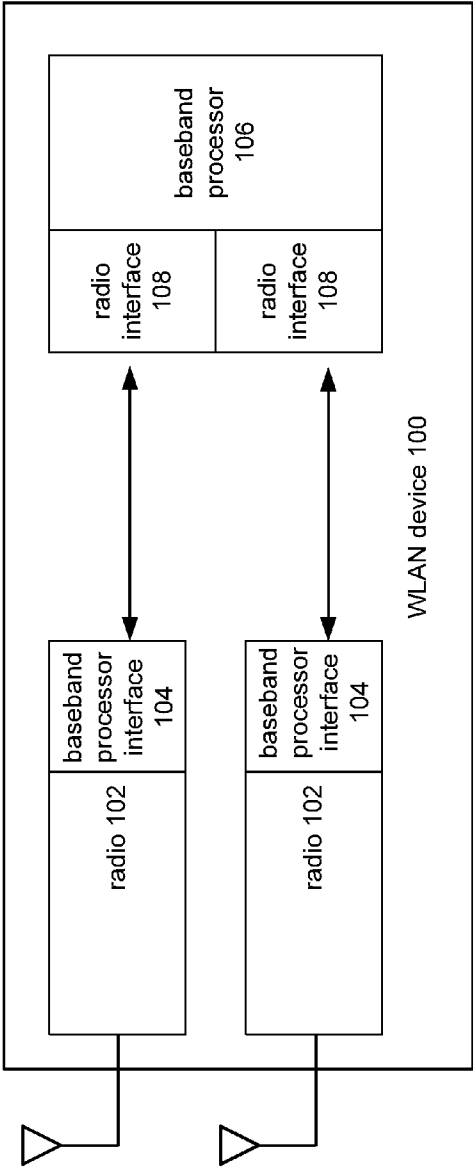 radio 102
baseband
processor
interface
104
radio
interface
108
baseband
processor
106
radio 102
baseband
processor
interface
104
radio
interface
108
WLAN device 100